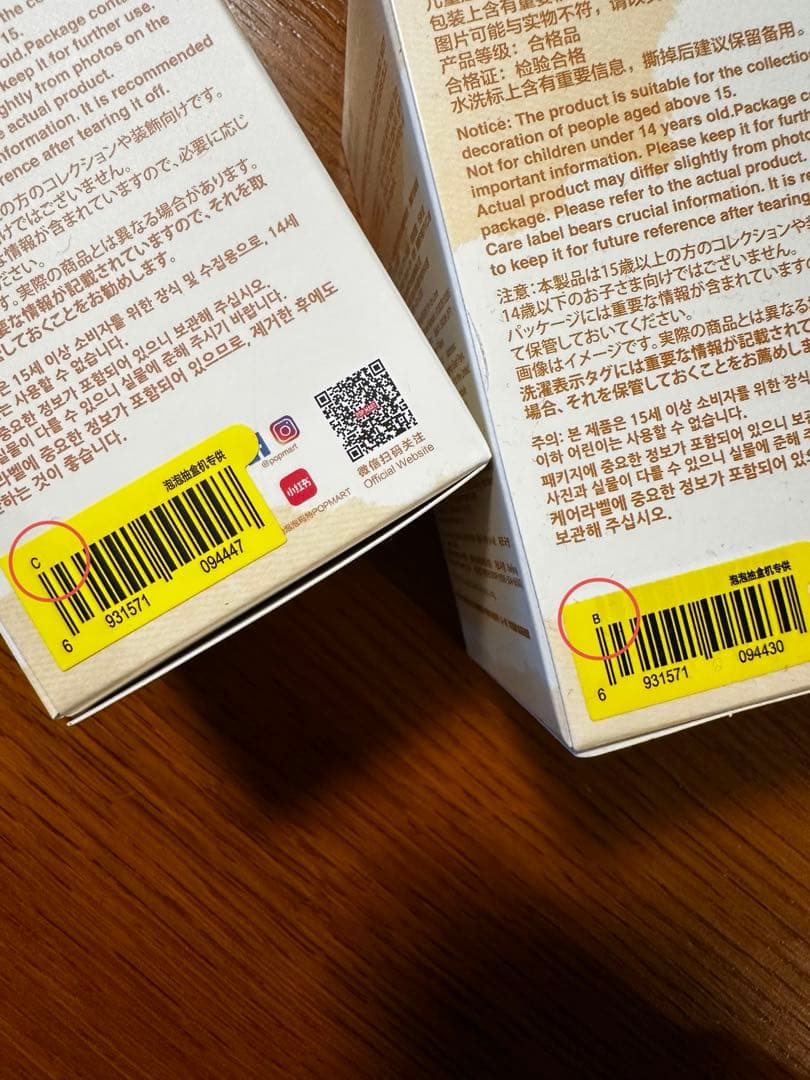 15.
old.Package
keep it for further use.
slightly from photos on the
actual product.
information. It is recommended
after tearing it off.
の方のコレクションや装飾向けです。
けではございません。
情報が含まれていますので、必要に応じ
ださい。
す。実際の商品とは異なる場合があります。
要な情報が記載されていますので、それを取
しておくことをお勧めします。
은 15세 이상 소비자를 위한 장식 및 수집용으로, 14세
는 사용할 수 없습니다.
중요한 정보가 포함되어 있으니 보관해 주십시오.
실물이 다를 수 있으니 실물에 준해 주시기 바랍니다.
라벨에 중요한 정보가 포함되어 있으므로, 제거한 후에도
하는 것이 좋습니다.
@popmart
小红书
泡泡玛特POPMART
微信扫码关注
Official Website
泡泡抽盒机专供
C
6 931571 094447
包装上含有重要
图片可能与实物不符，请以
产品等级：合格品
合格证：检验合格
水洗标上含有重要信息，撕掉后建议保留备用。
Notice: The product is suitable for the collection
decoration of people aged above 15.
Not for children under 14 years old.Package
important information. Please keep it for
Actual product may differ slightly from
package. Please refer to the actual product.
Care label bears crucial information. It is
to keep it for future reference after tearing
注意：本製品は15歳以上の方のコレクションや
14歳以下のお子さま向けではございません。
パッケージには重要な情報が含まれていますの
て保管しておいてください。
画像はイメージです。実際の商品とは異な
洗濯表示タグには重要な情報が記載されて
場合、それを保管しておくことをお薦めしま
주의: 본 제품은 15세 이상 소비자를 위한 장식
이하 어린이는 사용할 수 없습니다.
패키지에 중요한 정보가 포함되어 있으니 보
사진과 실물이 다를 수 있으니 실물에 준해
케어라벨에 중요한 정보가 포함되어 있
보관해 주십시오.
泡泡抽盒机专供
B
6 931571 094430